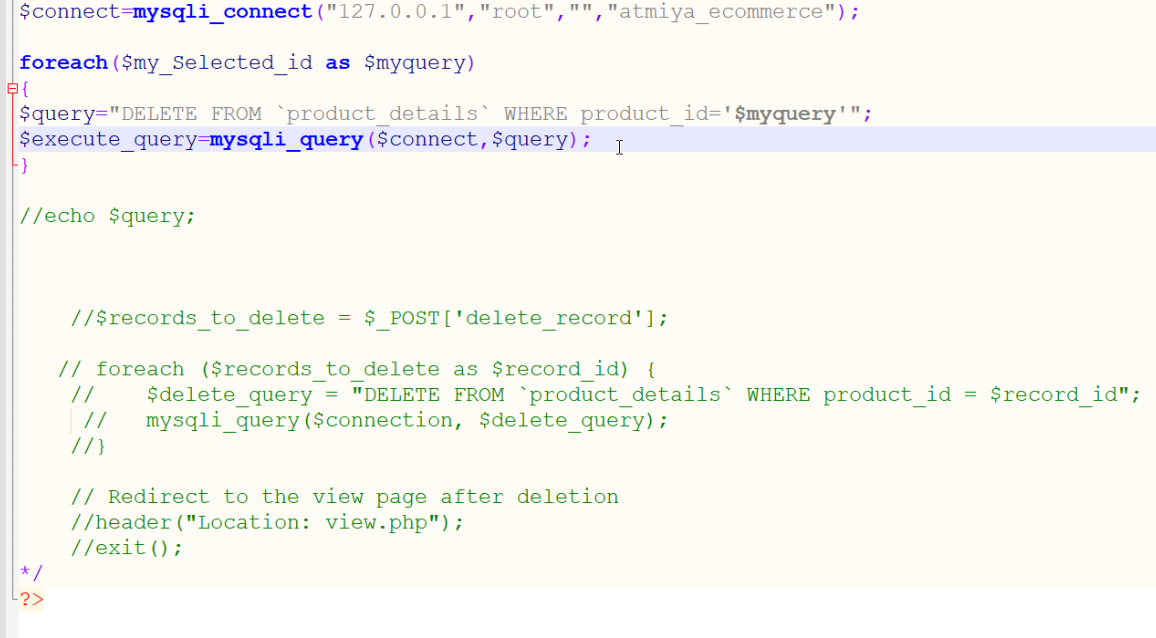 $connect=mysqli_connect("127.0.0.1","root","","atmiya_ecommerce");
foreach($my_Selected_id as $myquery)
{
$query="DELETE FROM `product_details` WHERE product_id='$myquery'";
$execute_query=mysqli_query($connect,$query);
}
//echo $query;
//$records_to_delete = $_POST['delete_record'];
// foreach ($records_to_delete as $record_id) {
//    $delete_query = "DELETE FROM `product_details` WHERE product_id = $record_id";
//   mysqli_query($connection, $delete_query);
//}
// Redirect to the view page after deletion
//header("Location: view.php");
//exit();
*/
?>